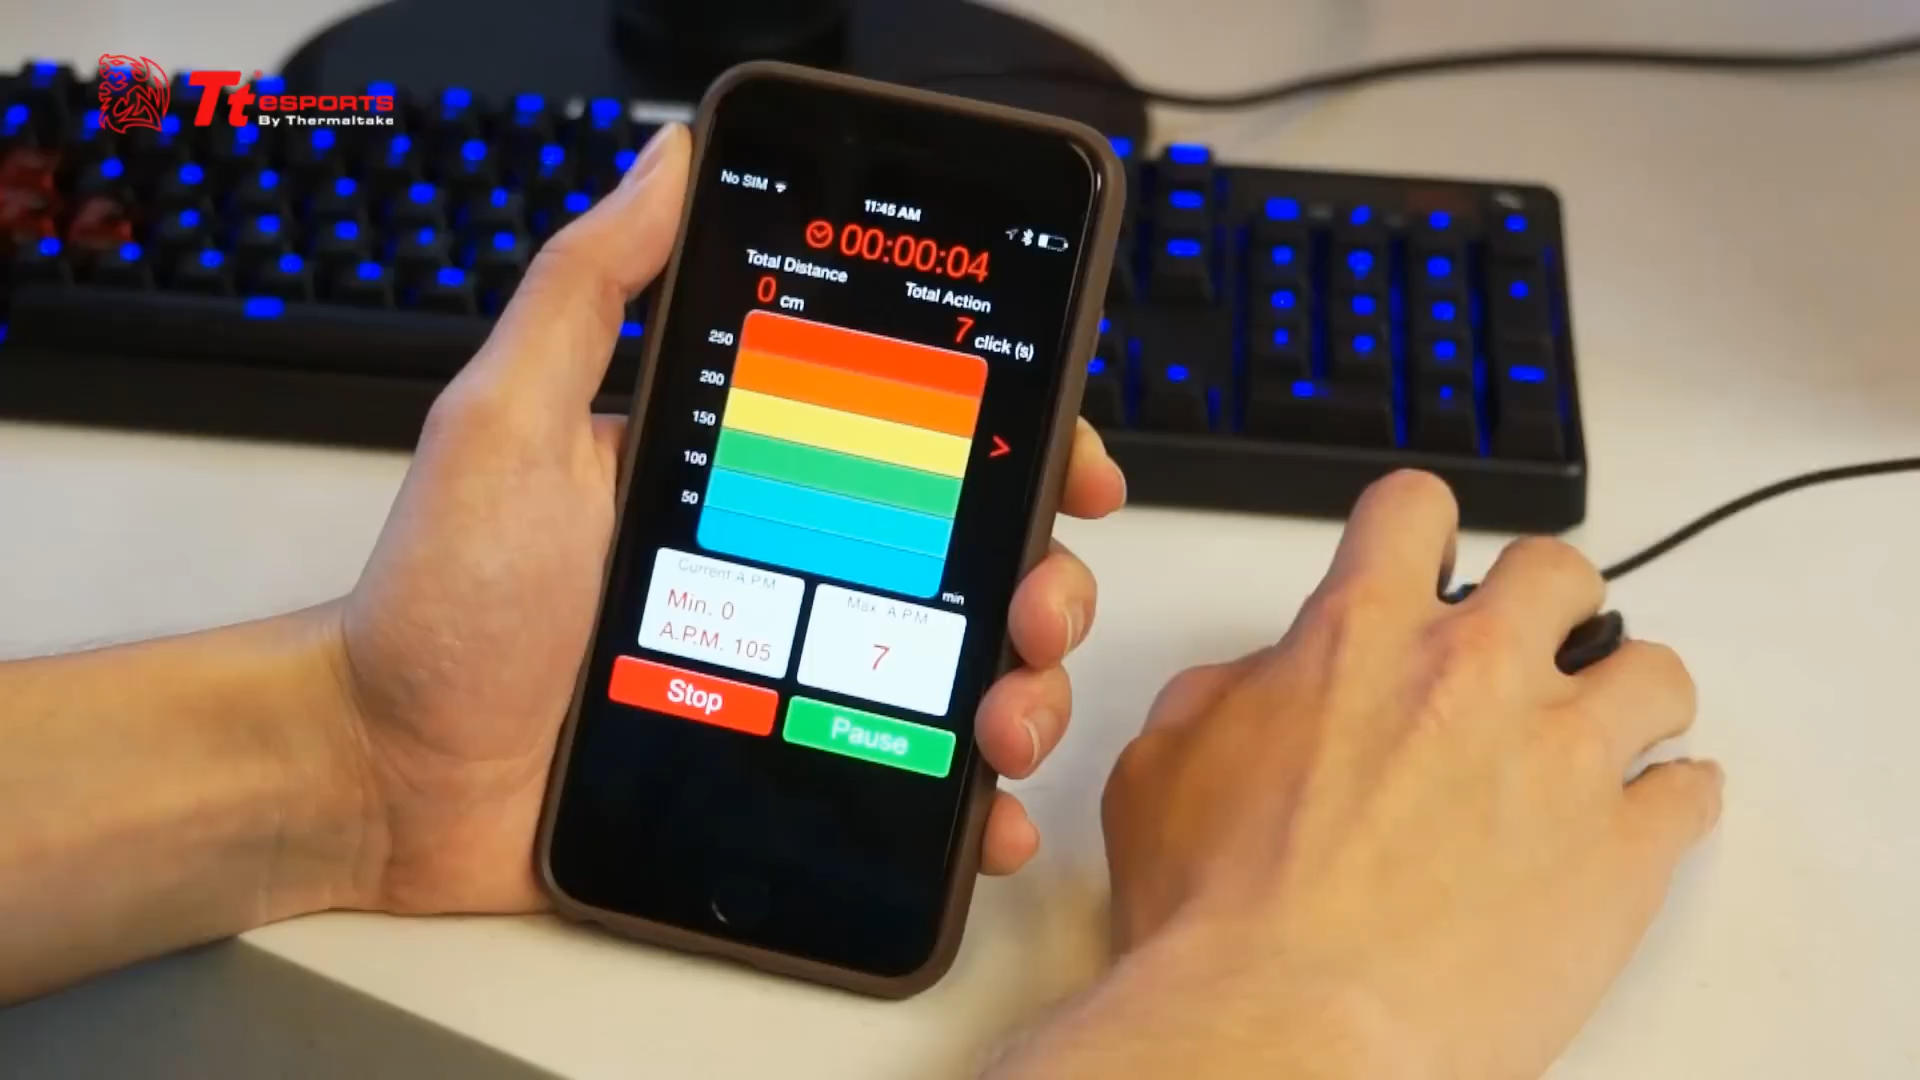 Tt eSPORTS
By Thermaltake
No SIM
11:45 AM
00:00:04
Total Distance
0 cm
Total Action
7 click (s)
250
200
150
100
50
>
min
Current A.P.M
Min. 0
A.P.M. 105
Max. A.P.M
7
Stop
Pause